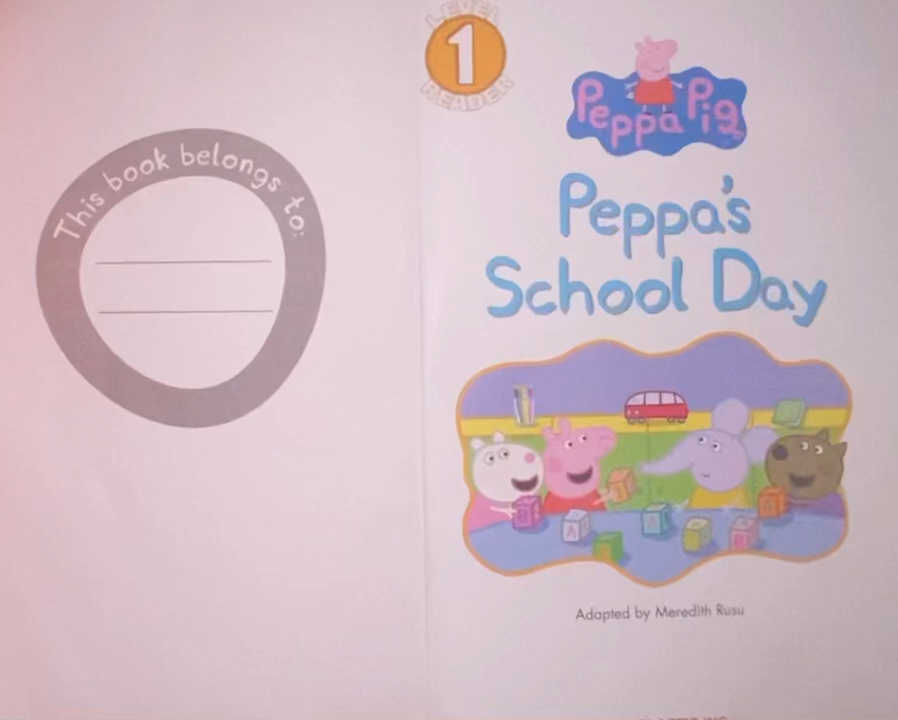 This book belongs to:
LEVEL
1
READER
Peppa Pig
Peppa's
School Day
Adapted by Meredith Rusu